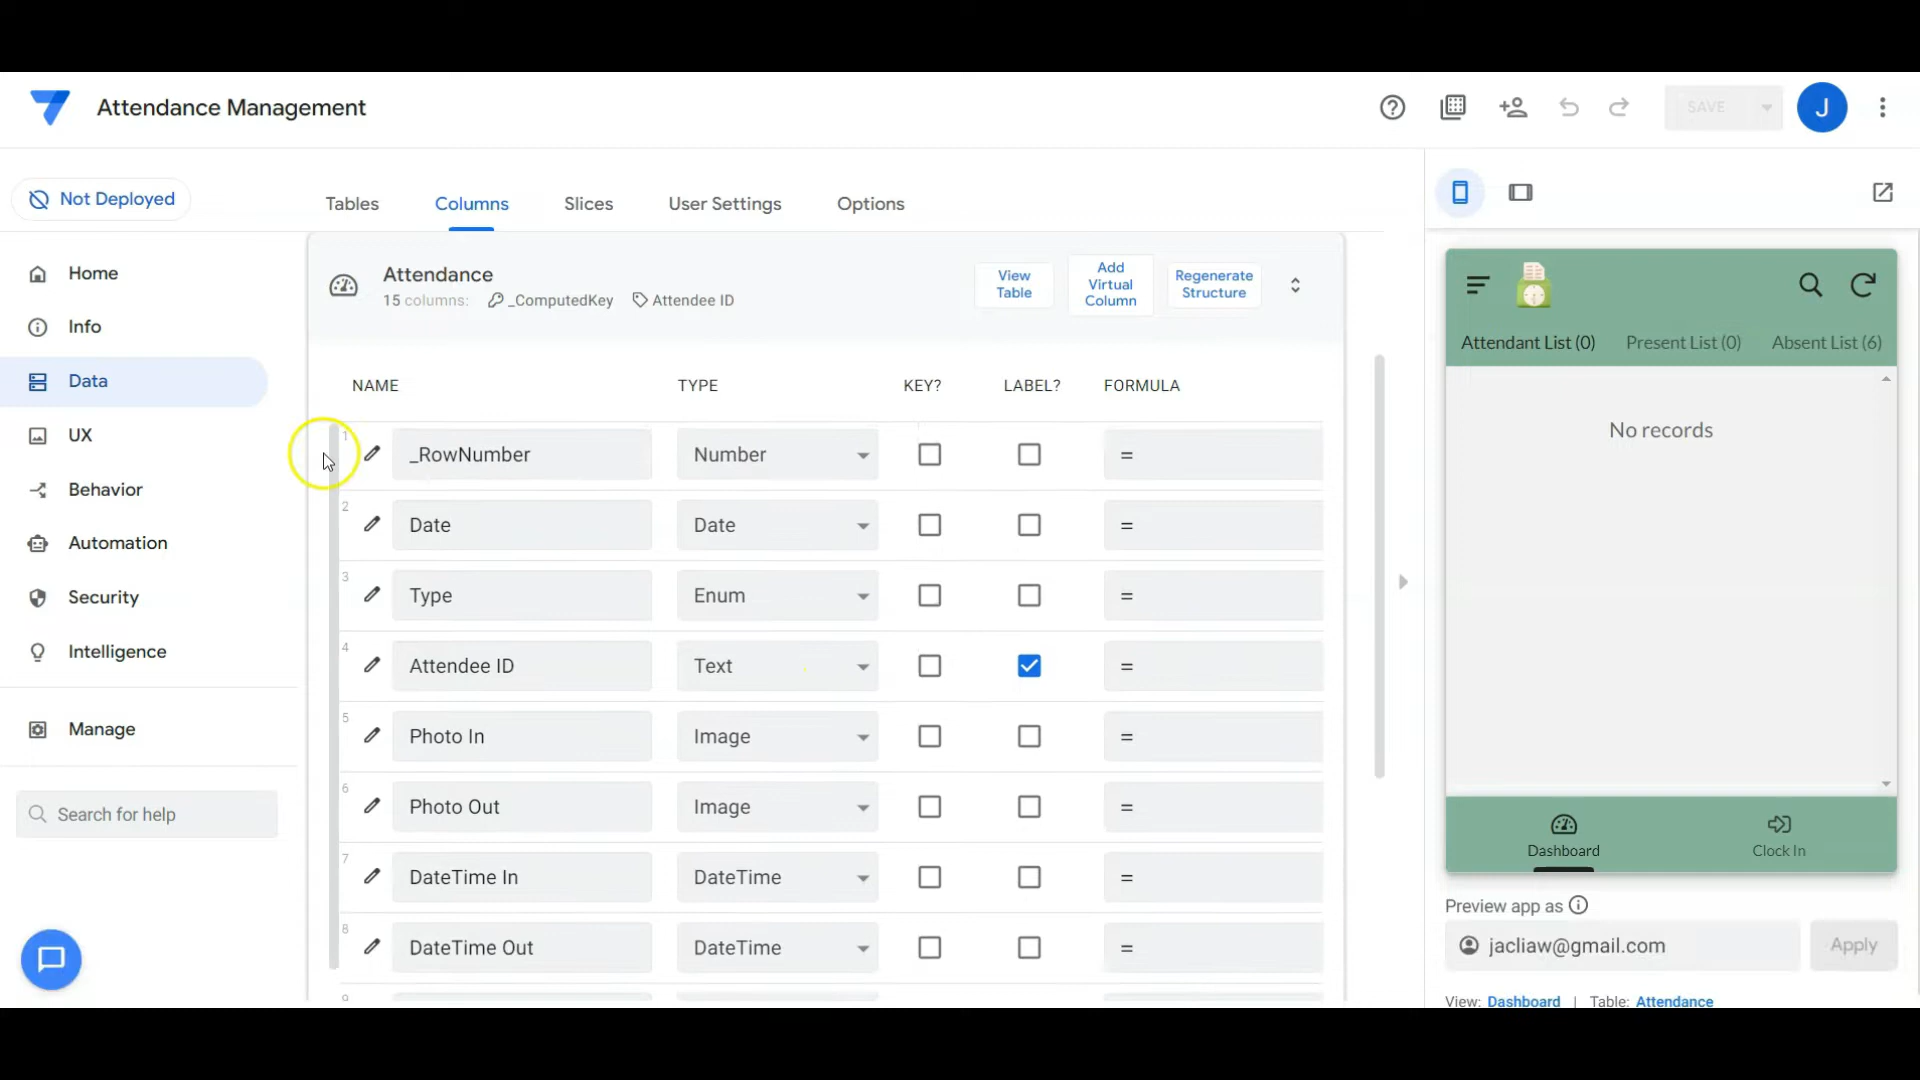 Attendance Management
SAVE
J
Not Deployed
Tables
Columns
Slices
User Settings
Options
Home
Info
Data
UX
Behavior
Automation
Security
Intelligence
Manage
Search for help
Attendance
15 columns: _ComputedKey Attendee ID
View
Table
Add
Virtual
Column
Regenerate
Structure
NAME
TYPE
KEY?
LABEL?
FORMULA
1
_RowNumber
Number
=
2
Date
Date
=
3
Type
Enum
=
4
Attendee ID
Text
=
5
Photo In
Image
=
6
Photo Out
Image
=
7
DateTime In
DateTime
=
8
DateTime Out
DateTime
=
9
Attendant List (0)
Present List (0)
Absent List (6)
No records
Dashboard
Clock In
Preview app as
jacliaw@gmail.com
Apply
View: Dashboard | Table: Attendance